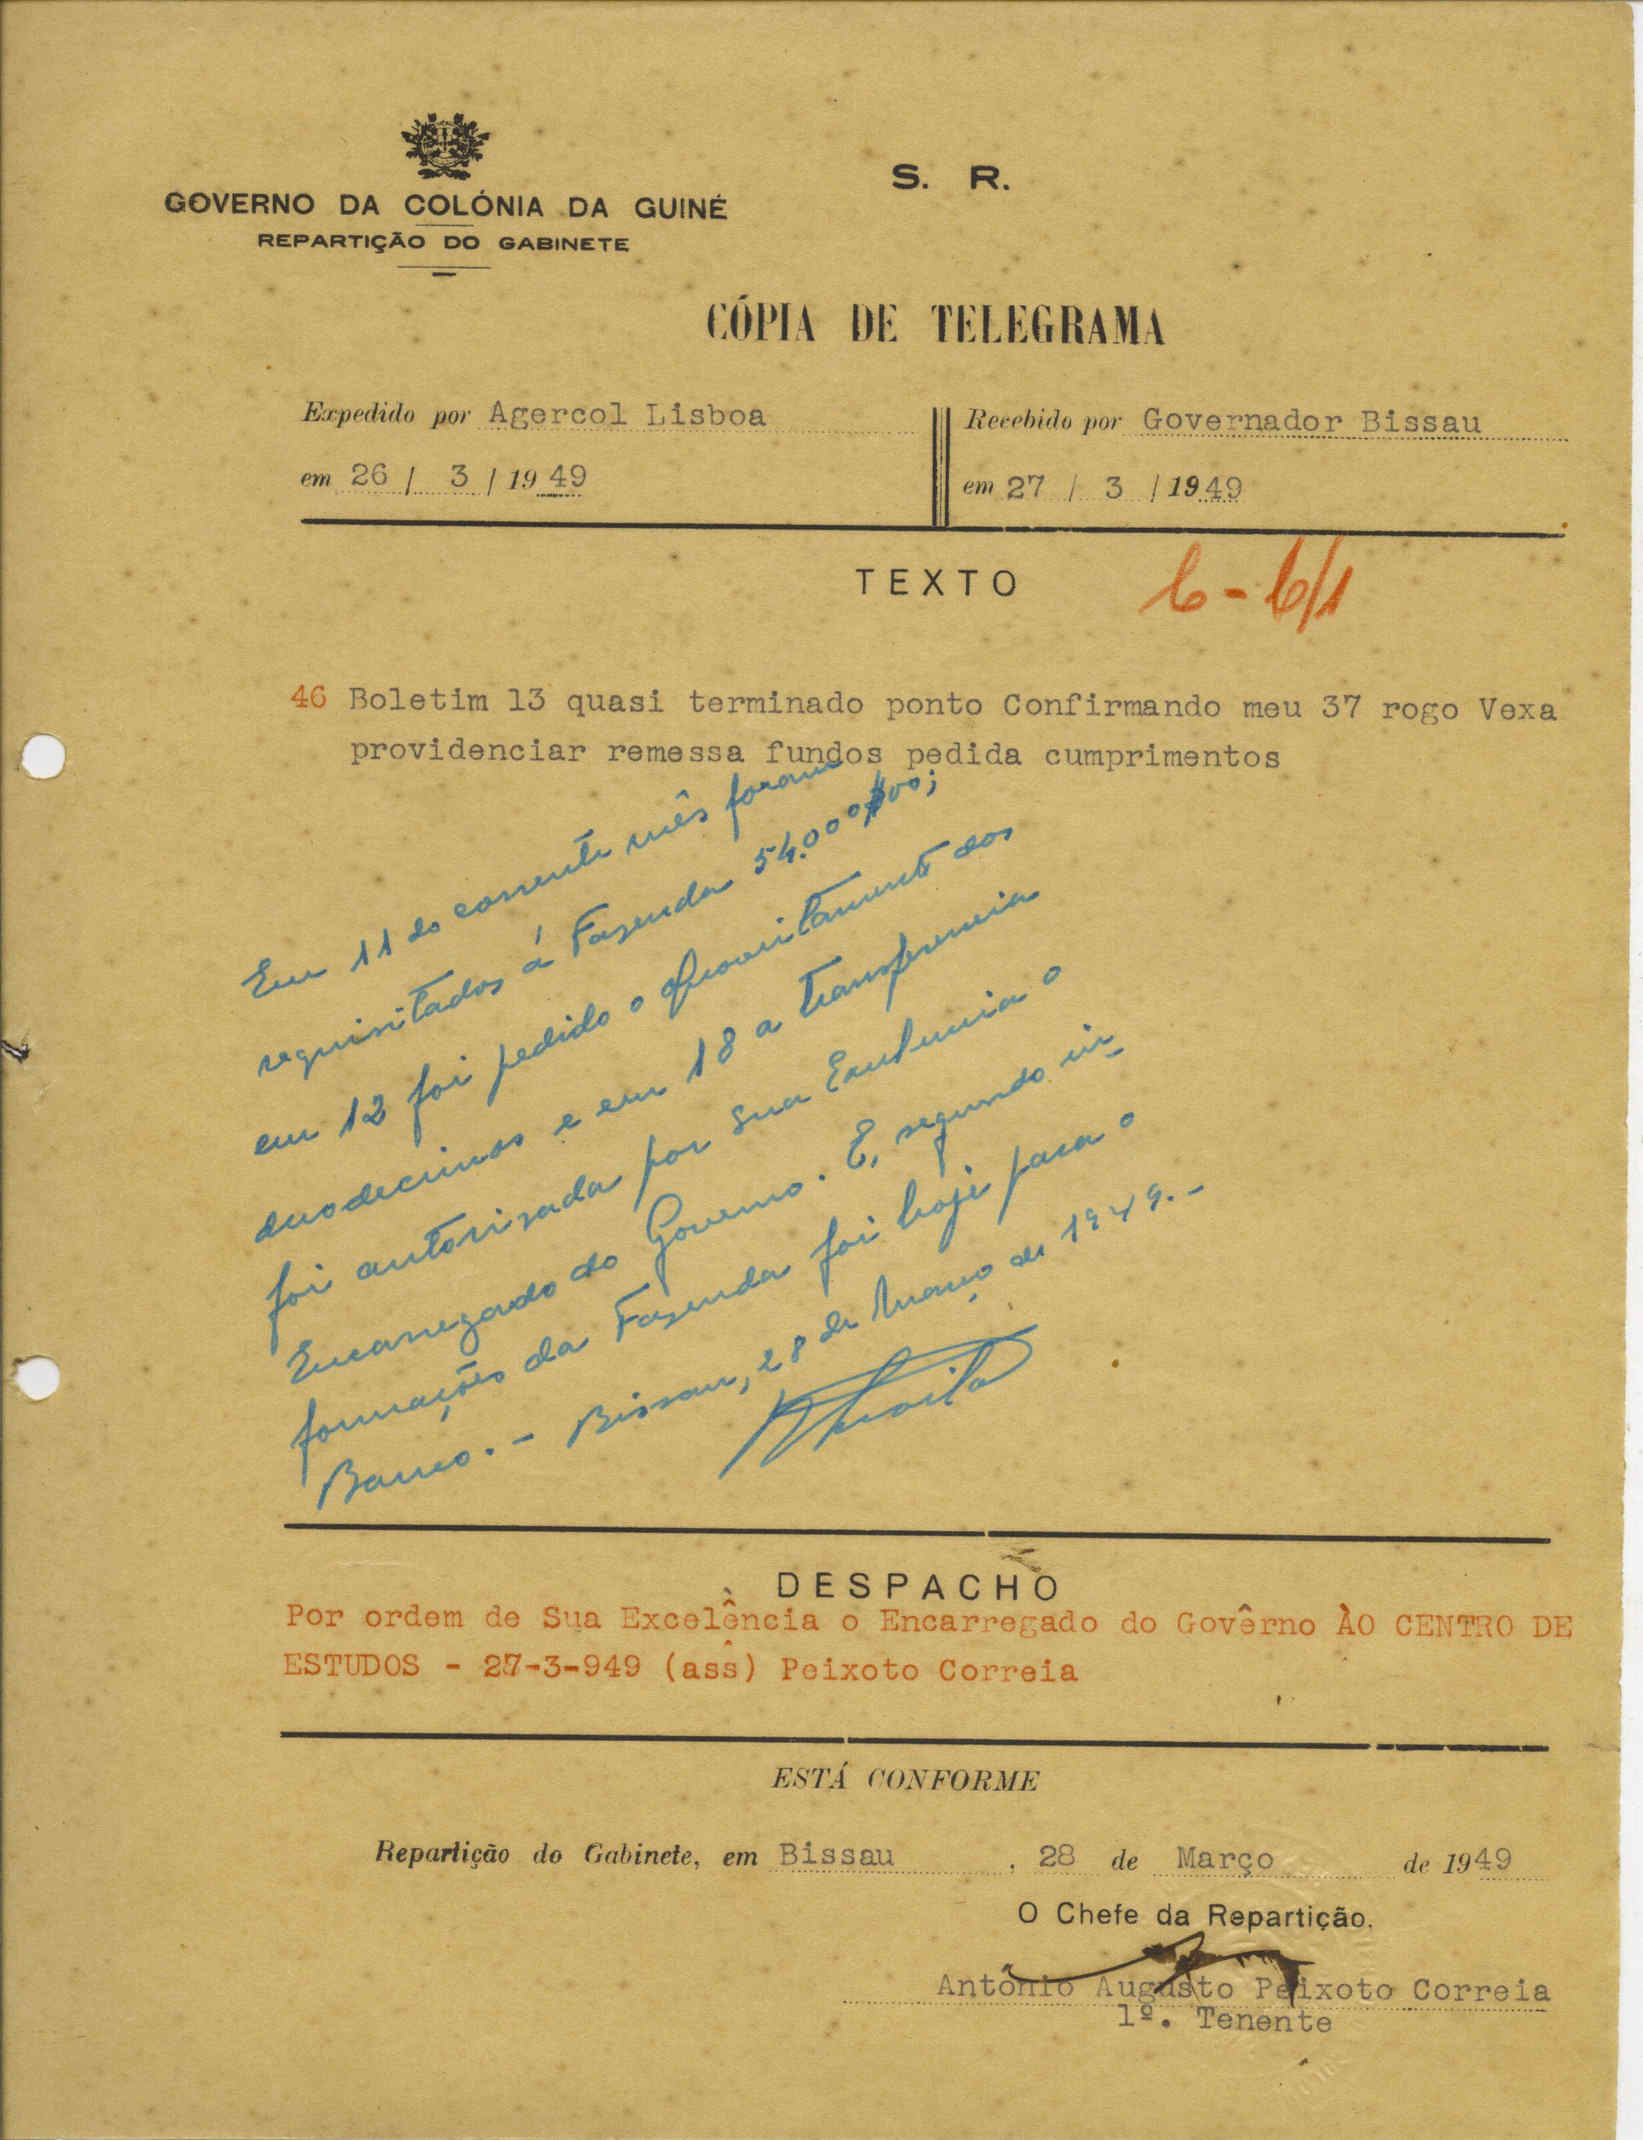 S. R.
GOVERNO DA COLÓNIA DA GUINÉ
REPARTIÇÃO DO GABINETE
CÓPIA DE TELEGRAMA
Expedido por Agercol Lisboa
em 26 / 3 / 1949
Recebido por Governador Bissau
em 27 / 3 / 1949
TEXTO
6-6/1
46 Boletim 13 quasi terminado ponto Confirmando meu 37 rogo Vexa
providenciar remessa fundos pedida cumprimentos
Em 11 do corrente mês foram
requisitados á Fazenda 54.000$00;
em 12 foi pedido o dos
duodecimos e em 18 a transferencia
foi autorisada por Sua Exelencia o
Encarregado do Governo. E, segundo in-
formações da Fazenda foi hoje para o
Banco.- Bissau, 28 de Março de 1949.-
DESPACHO
Por ordem de Sua Excelência o Encarregado do Govêrno ÀO CENTRO DE
ESTUDOS - 27-3-949 (ass) Peixoto Correia
ESTÁ CONFORME
Repartição do Gabinete, em Bissau, 28 de Março de 1949
O Chefe da Repartição,
António Augusto Peixoto Correia
1º. Tenente